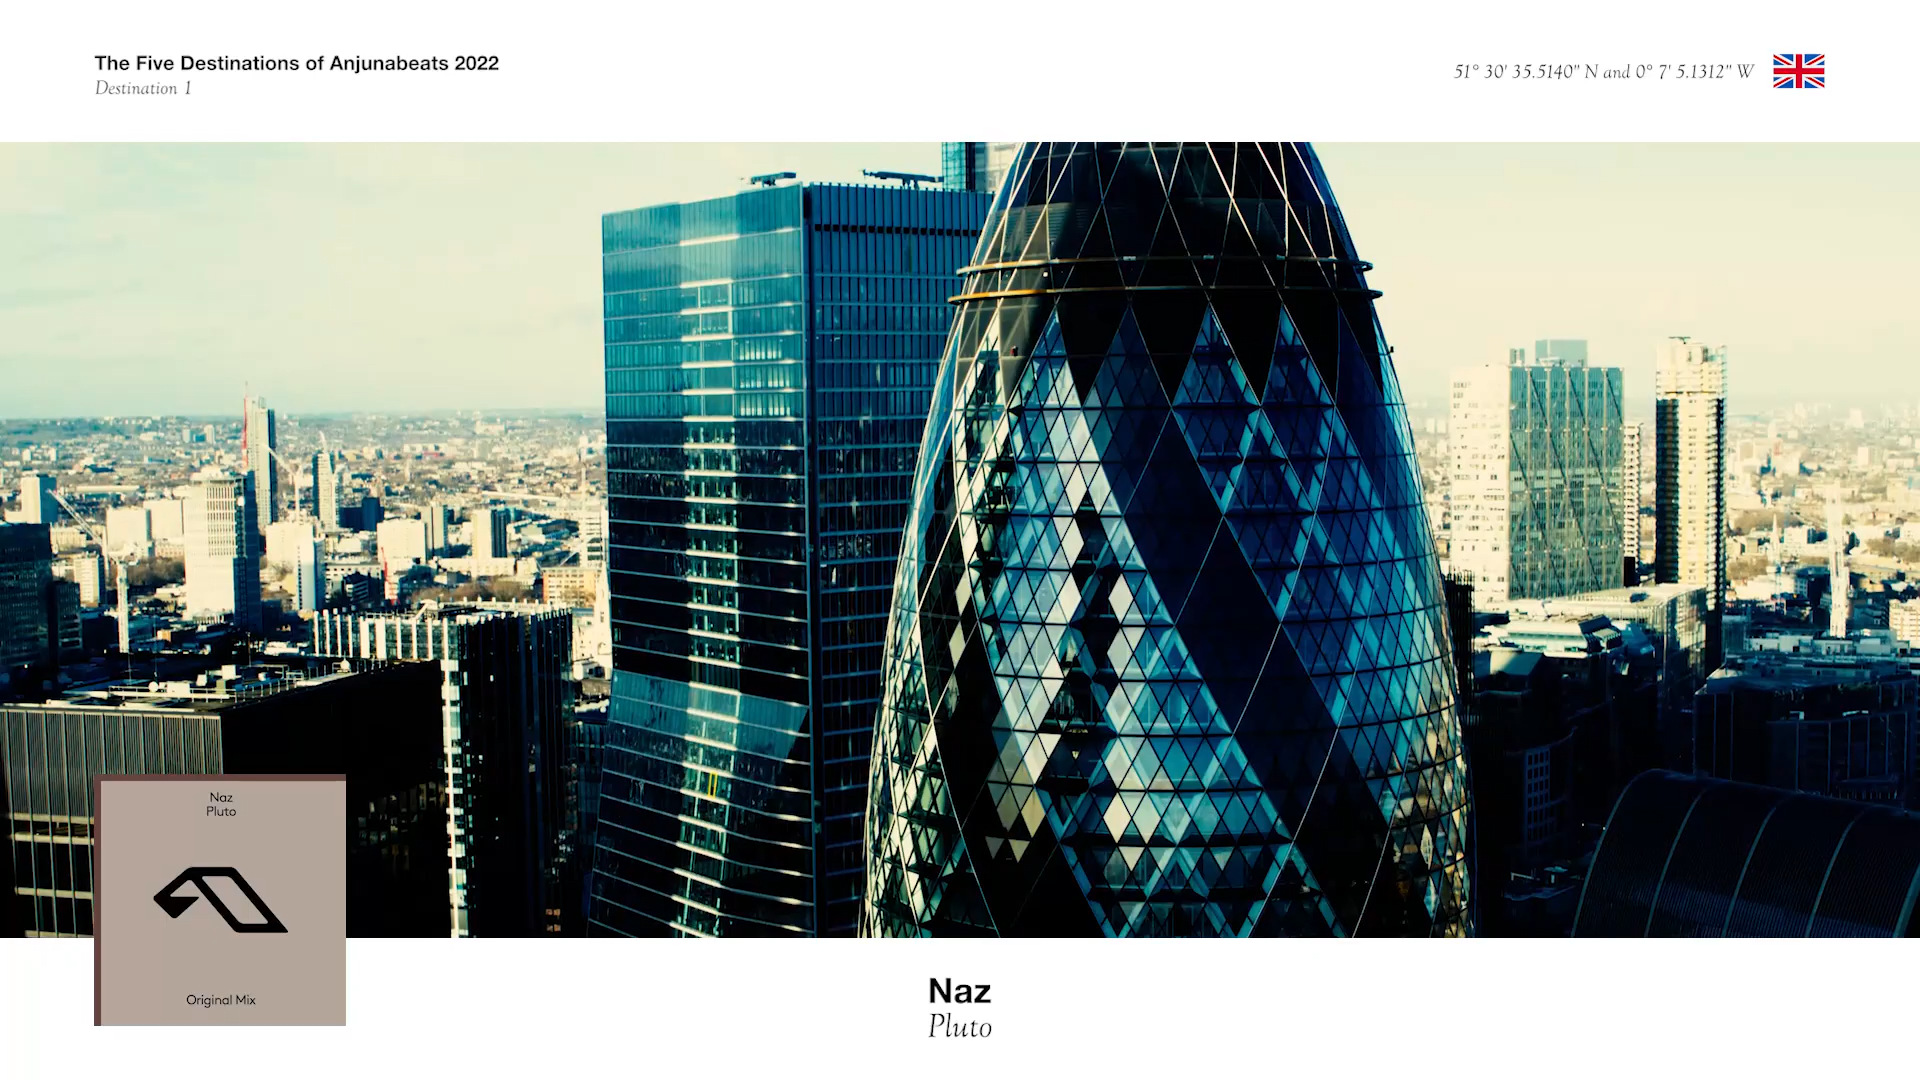 The Five Destinations of Anjunabeats 2022
Destination 1
51° 30' 35.5140" N and 0° 7' 5.1312" W
Naz
Pluto
Original Mix
Naz
Pluto